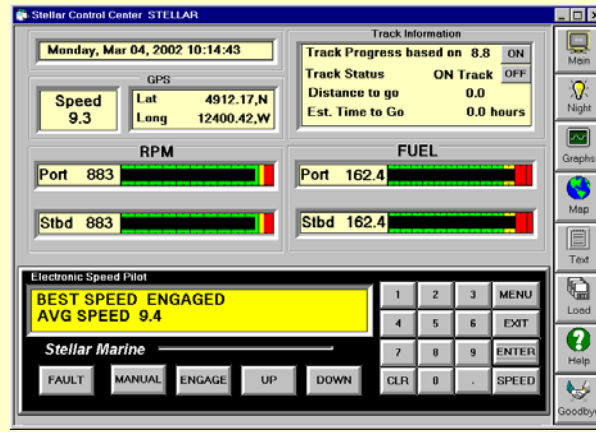 Stellar Control Center STELLAR
Monday, Mar 04, 2002 10:14:43
GPS
Speed
9.3
Lat 4912.17,N
Long 12400.42,W
Track Information
Track Progress based on 8.8 ON
Track Status ON Track OFF
Distance to go 0.0
Est. Time to Go 0.0 hours
RPM
Port 883
Stbd 883
FUEL
Port 162.4
Stbd 162.4
Electronic Speed Pilot
BEST SPEED ENGAGED
AVG SPEED 9.4
Stellar Marine
FAULT MANUAL ENGAGE UP DOWN
1 2 3 MENU
4 5 6 EXIT
7 8 9 ENTER
CLR 0 . SPEED
Main
Night
Graphs
Map
Text
Load
Help
Goodbye